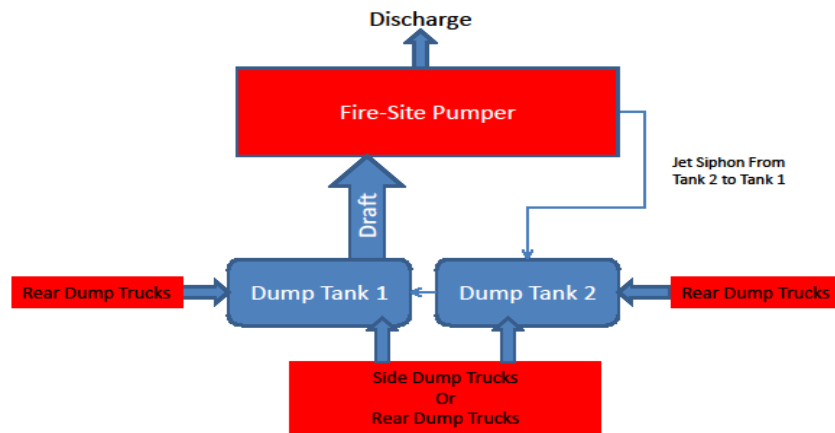 Discharge
Fire-Site Pumper
Jet Siphon From
Tank 2 to Tank 1
Draft
Rear Dump Trucks
Dump Tank 1
Dump Tank 2
Rear Dump Trucks
Side Dump Trucks
Or
Rear Dump Trucks